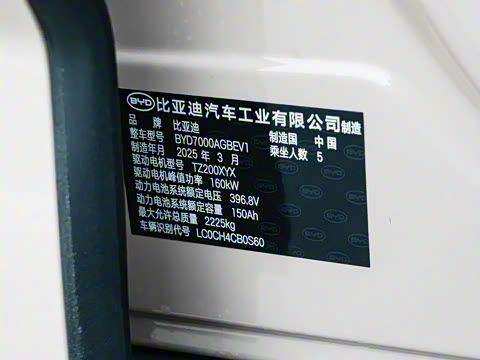 BYD 比亚迪汽车工业有限公司制造
品 牌 比亚迪 制造国 中国
整车型号 BYD7000AGBEV1 乘坐人数 5
制造年月 2025 年 3 月
驱动电机型号 TZ200XYX
驱动电机峰值功率 160kW
动力电池系统额定电压 396.8V
动力电池系统额定容量 150Ah
最大允许总质量 2225kg
车辆识别代号 LC0CH4CB0S60